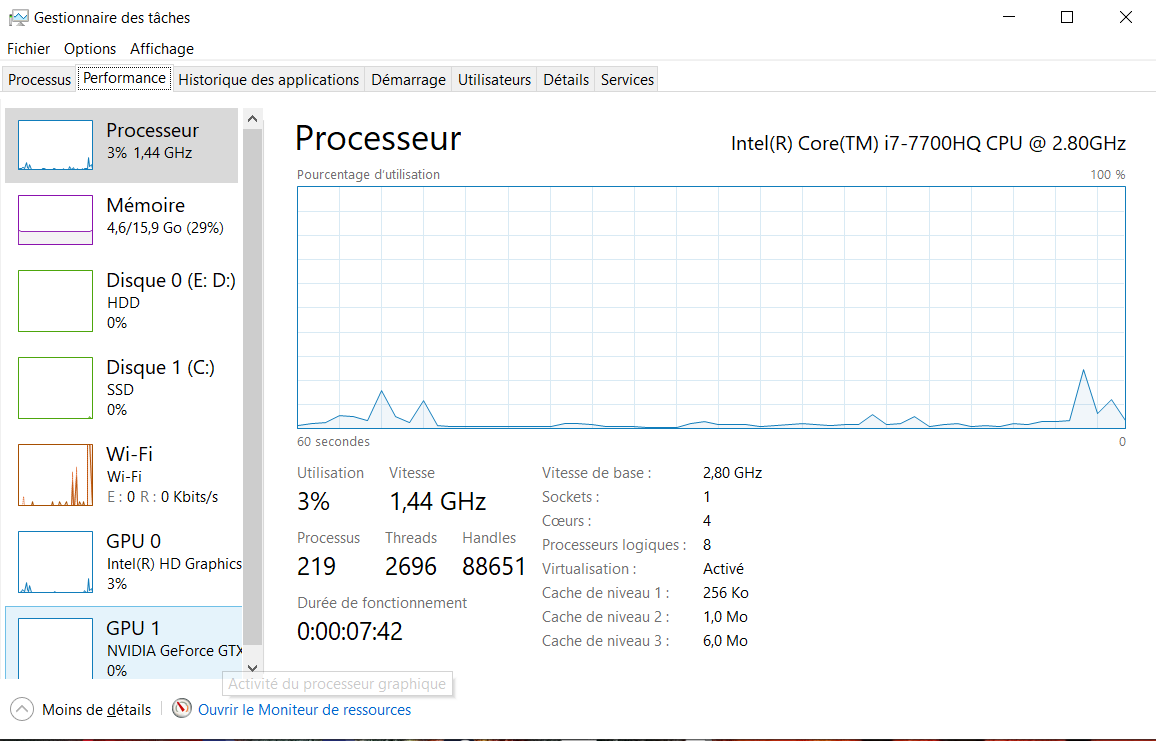 Gestionnaire des tâches
Fichier Options Affichage
Processus Performance Historique des applications Démarrage Utilisateurs Détails Services
Processeur
3% 1,44 GHz
Mémoire
4,6/15,9 Go (29%)
Disque 0 (E: D:)
HDD
0%
Disque 1 (C:)
SSD
0%
Wi-Fi
Wi-Fi
E : 0 R : 0 Kbits/s
GPU 0
Intel(R) HD Graphics
3%
GPU 1
NVIDIA GeForce GTX
0%
Processeur
Intel(R) Core(TM) i7-7700HQ CPU @ 2.80GHz
Pourcentage d'utilisation 100 %
60 secondes 0
Utilisation Vitesse
3% 1,44 GHz
Processus Threads Handles
219 2696 88651
Durée de fonctionnement
0:00:07:42
Vitesse de base : 2,80 GHz
Sockets : 1
Cœurs : 4
Processeurs logiques : 8
Virtualisation : Activé
Cache de niveau 1 : 256 Ko
Cache de niveau 2 : 1,0 Mo
Cache de niveau 3 : 6,0 Mo
Activité du processeur graphique
Moins de détails Ouvrir le Moniteur de ressources